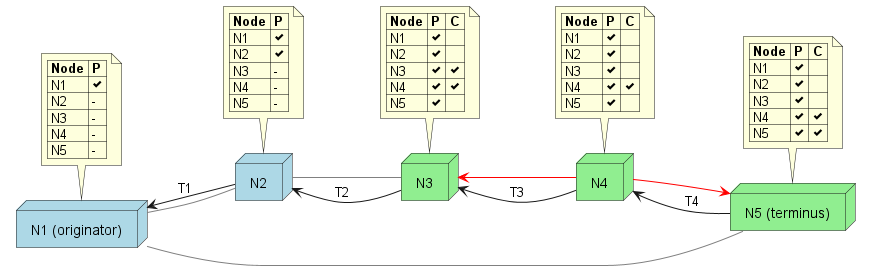 Node P
N1 ✔
N2 -
N3 -
N4 -
N5 -
Node P
N1 ✔
N2 ✔
N3 -
N4 -
N5 -
Node P C
N1 ✔
N2 ✔
N3 ✔ ✔
N4 ✔ ✔
N5 ✔
Node P C
N1 ✔
N2 ✔
N3 ✔
N4 ✔ ✔
N5 ✔
Node P C
N1 ✔
N2 ✔
N3 ✔
N4 ✔ ✔
N5 ✔ ✔
N1 (originator)
T1
N2
T2
N3
T3
N4
T4
N5 (terminus)